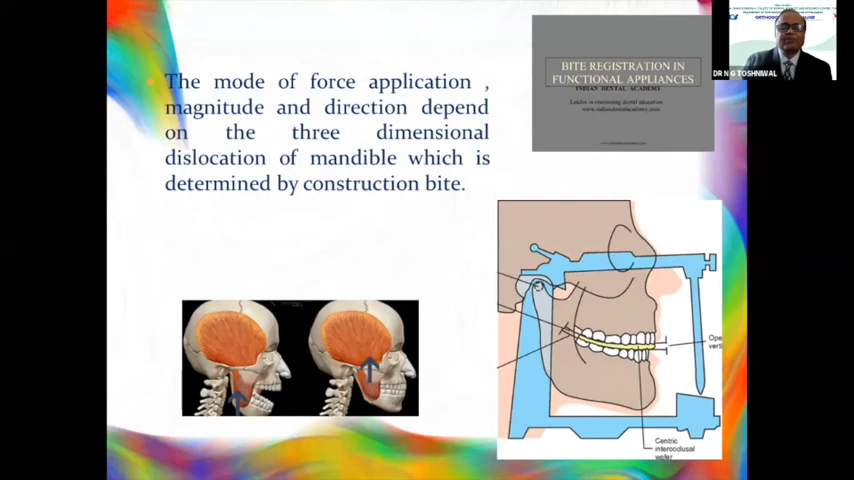 The mode of force application ,
magnitude and direction depend
on the three dimensional
dislocation of mandible which is
determined by construction bite.
BITE REGISTRATION IN
FUNCTIONAL APPLIANCES
INDIAN DENTAL ACADEMY
Leader in continuing dental education
www.indiandentalacademy.com
DR N G TOSHNIWAL
Ope
verti
Centric
interocclusal
wafer